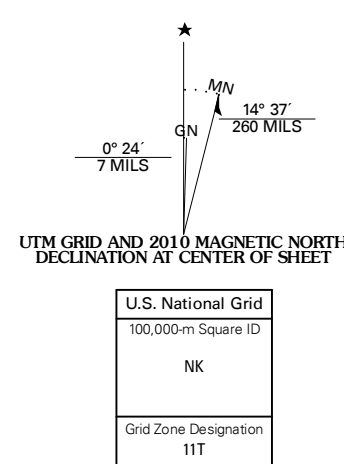 MN
GN
14° 37´
260 MILS
0° 24´
7 MILS
UTM GRID AND 2010 MAGNETIC NORTH
DECLINATION AT CENTER OF SHEET
U.S. National Grid
100,000-m Square ID
NK
Grid Zone Designation
11T